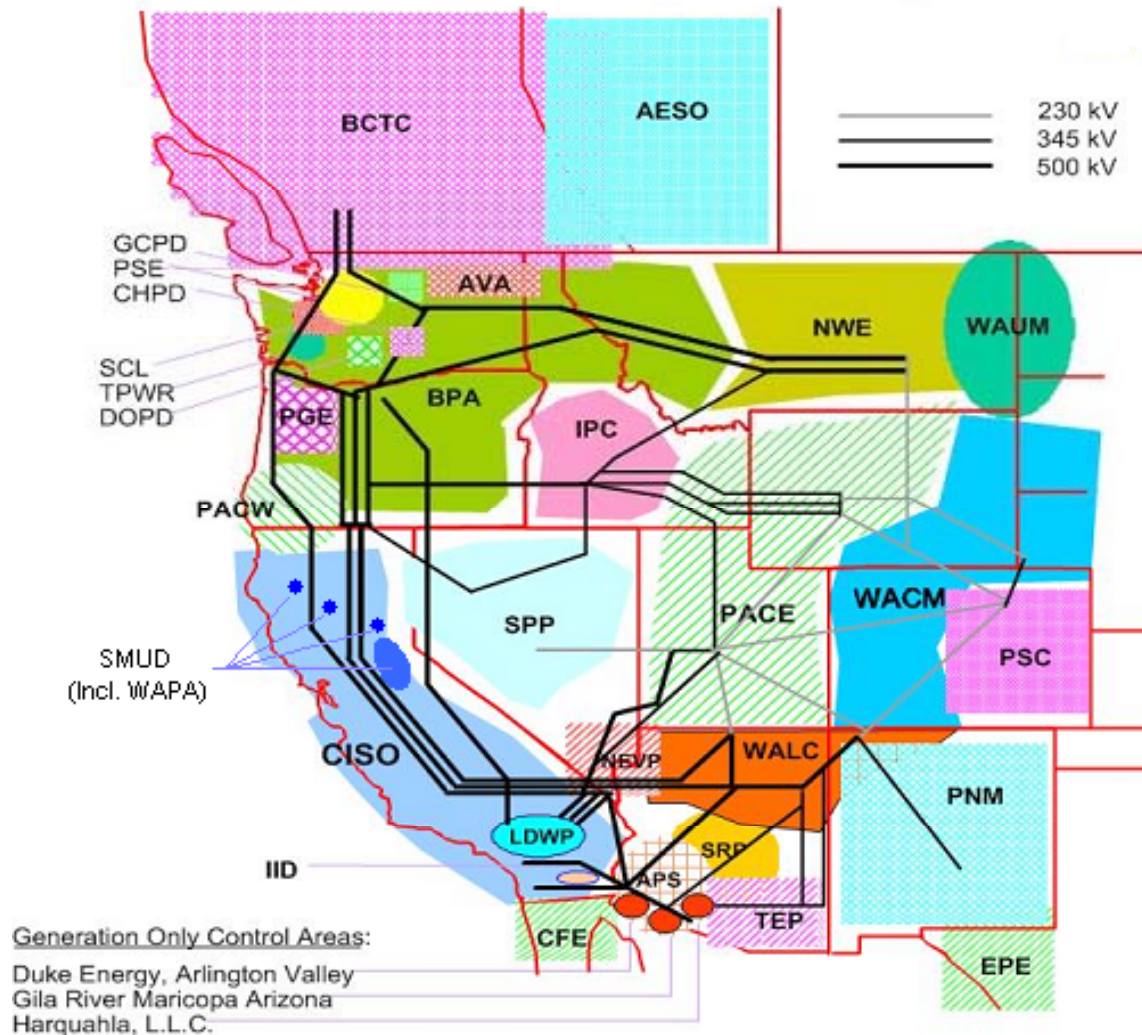 BCTC
AESO
230 kV
345 kV
500 kV
GCPD
PSE
CHPD
AVA
NWE
WAUM
SCL
TPWR
DOPD
PGE
BPA
IPC
PACW
SPP
PACE
WACM
PSC
SMUD
(Incl. WAPA)
CISO
NEVP
WALC
PNM
LDWP
SRP
IID
APS
TEP
CFE
EPE
Generation Only Control Areas:
Duke Energy, Arlington Valley
Gila River Maricopa Arizona
Harquahla, L.L.C.